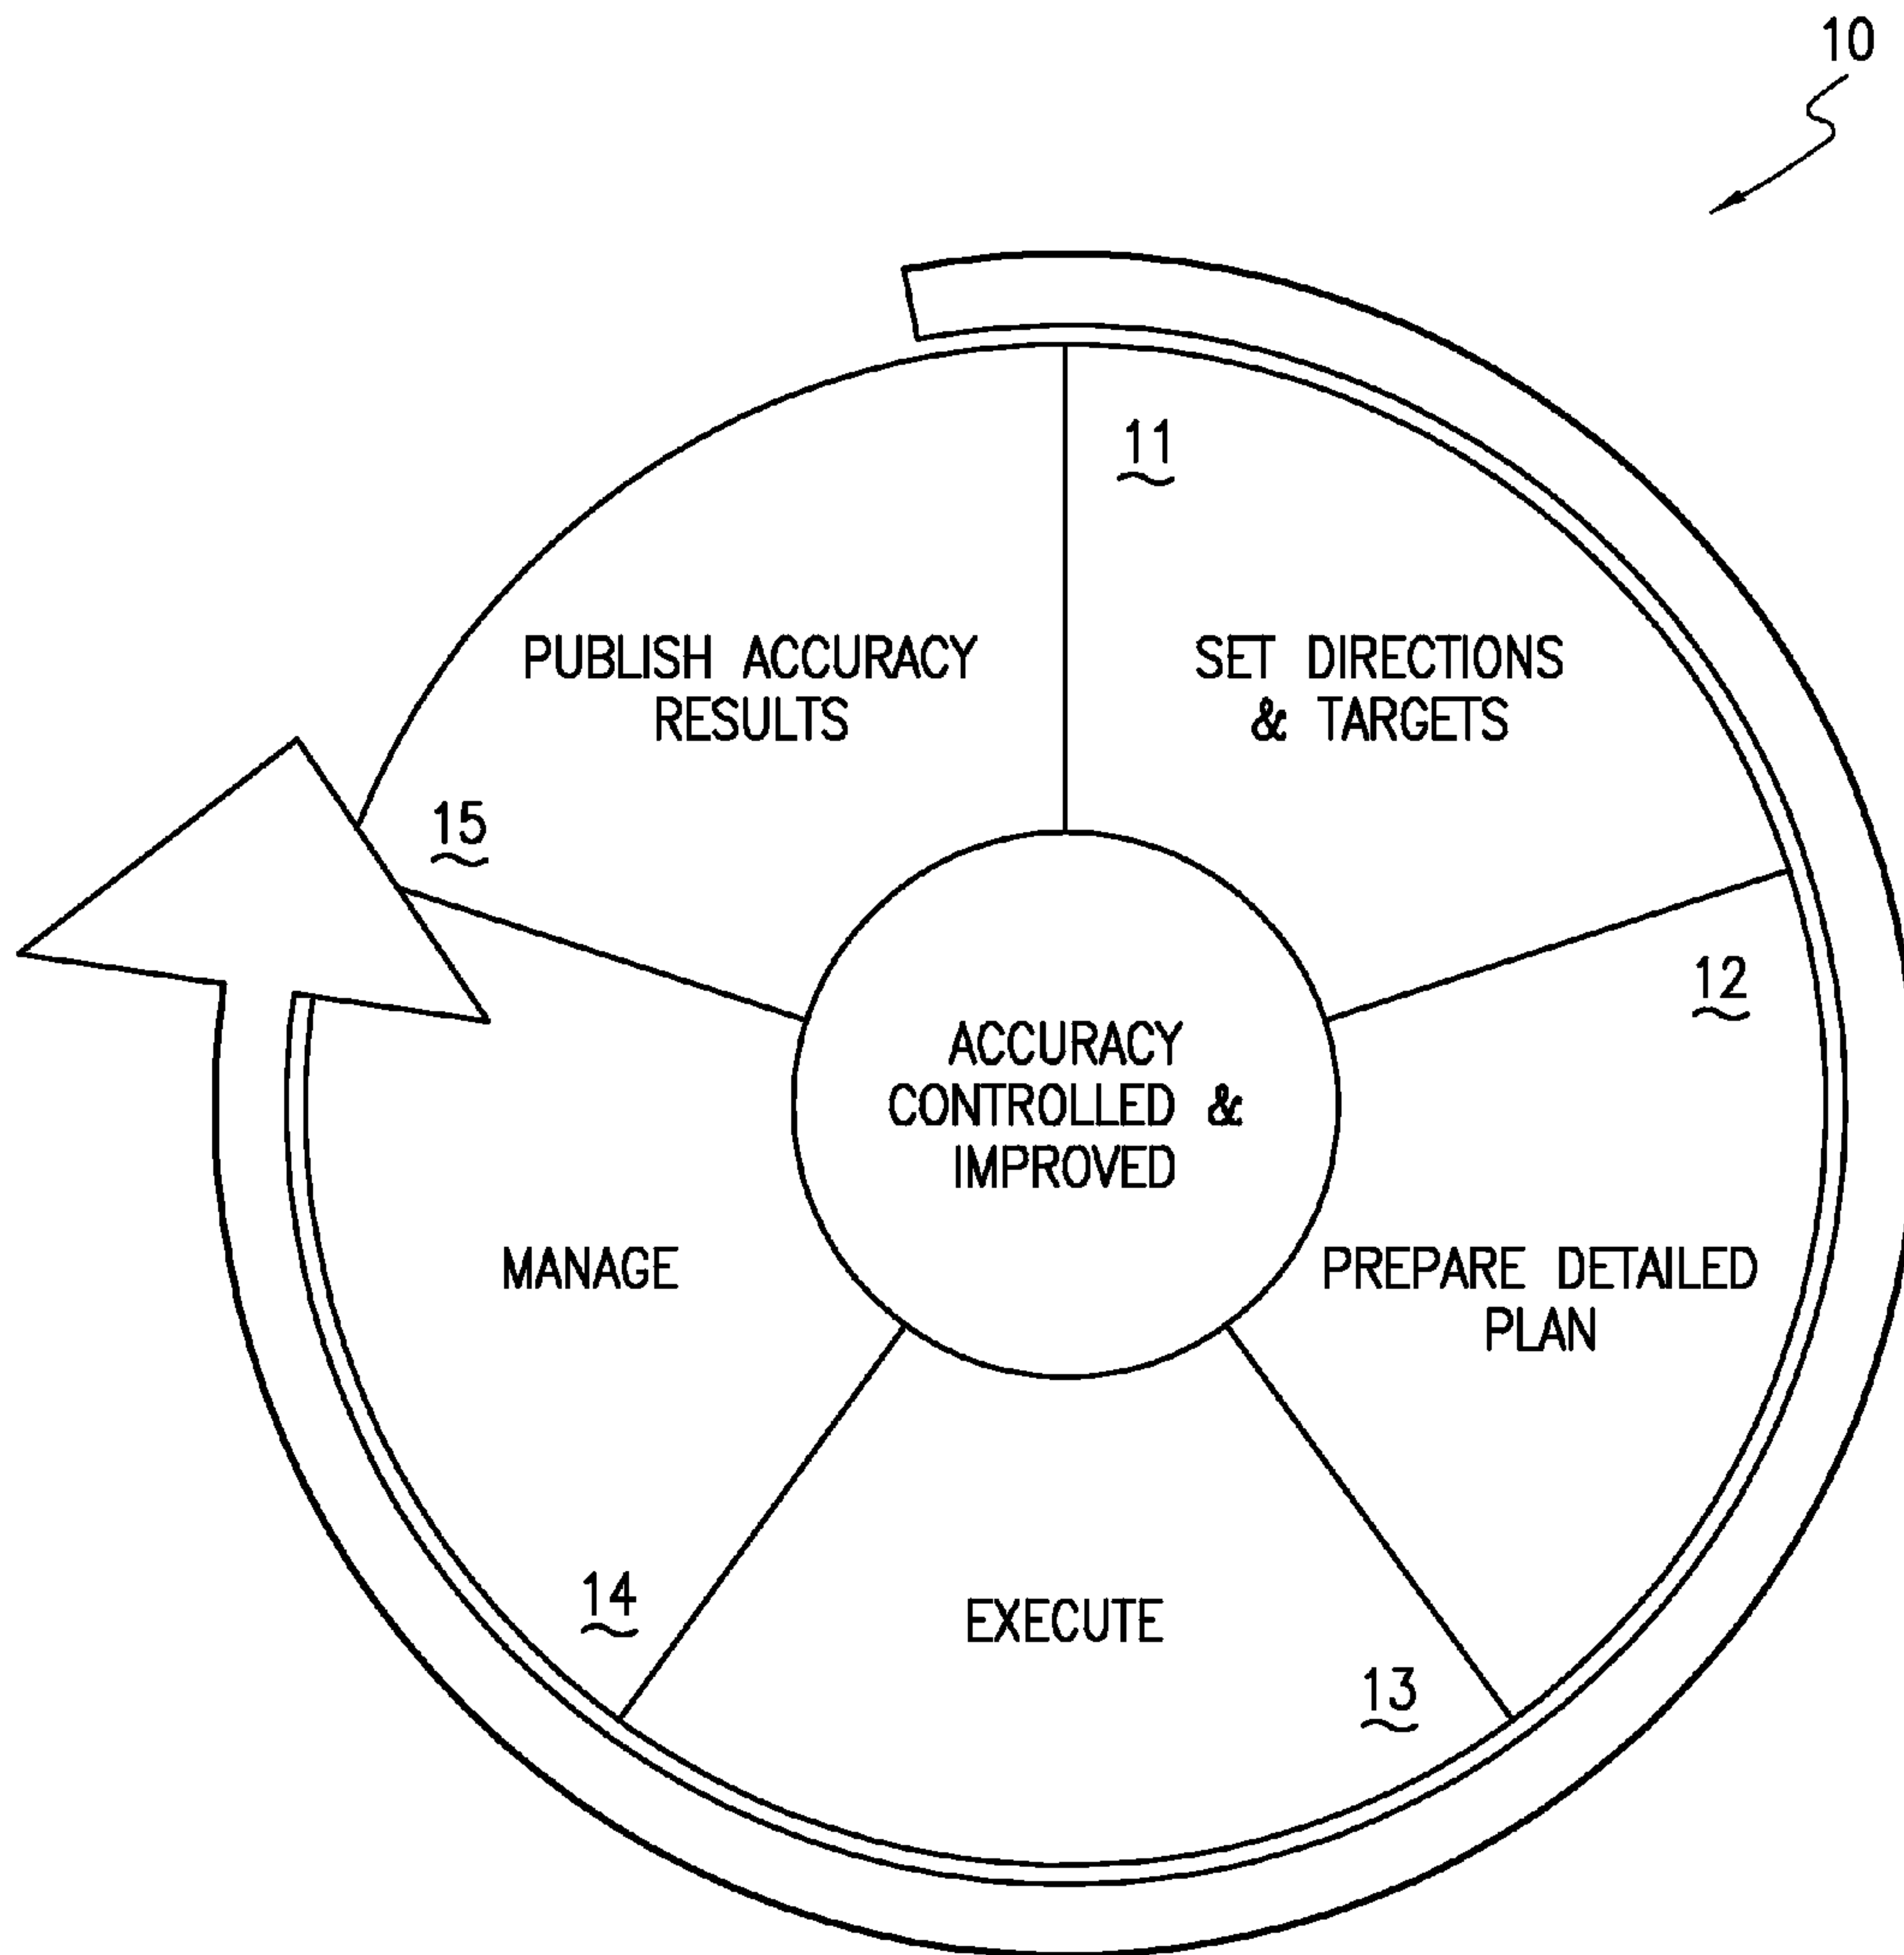 10
11
SET DIRECTIONS
& TARGETS
12
PREPARE DETAILED
PLAN
13
EXECUTE
14
MANAGE
15
PUBLISH ACCURACY
RESULTS
ACCURACY
CONTROLLED &
IMPROVED